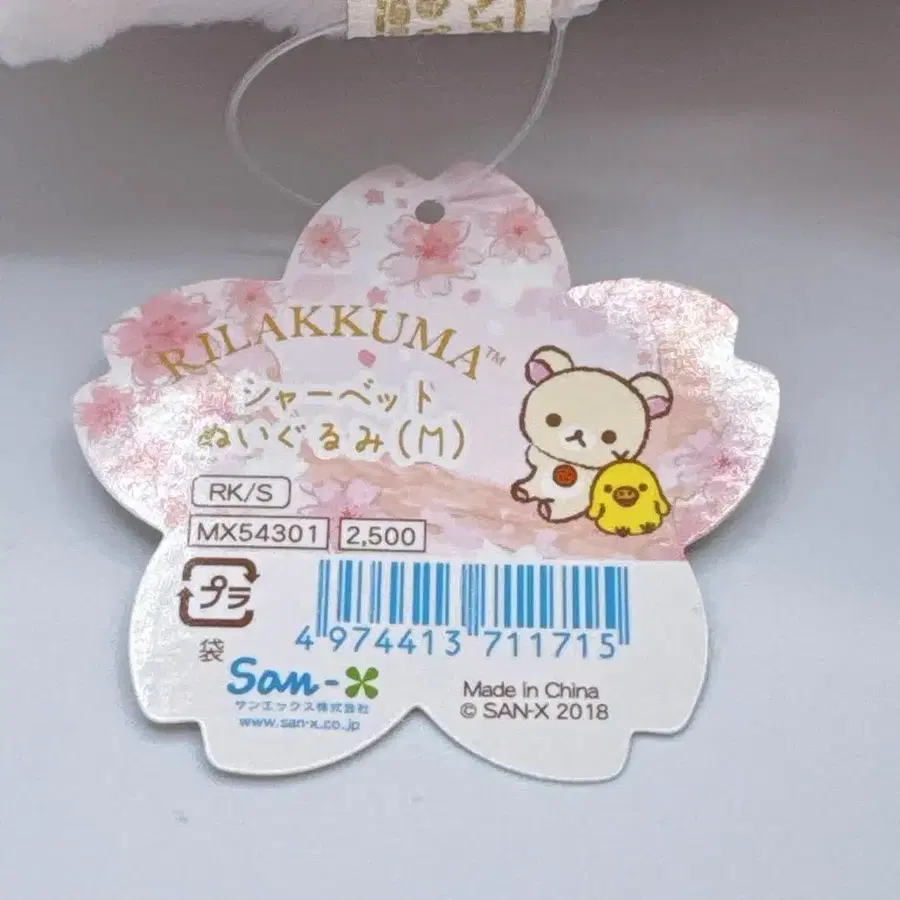 RILAKKUMA™
シャーベット
ぬいぐるみ(M)
RK/S
MX54301 2,500
プラ
袋
4 974413 711715
San-X
サンエックス株式会社
www.san-x.co.jp
Made in China
© SAN-X 2018